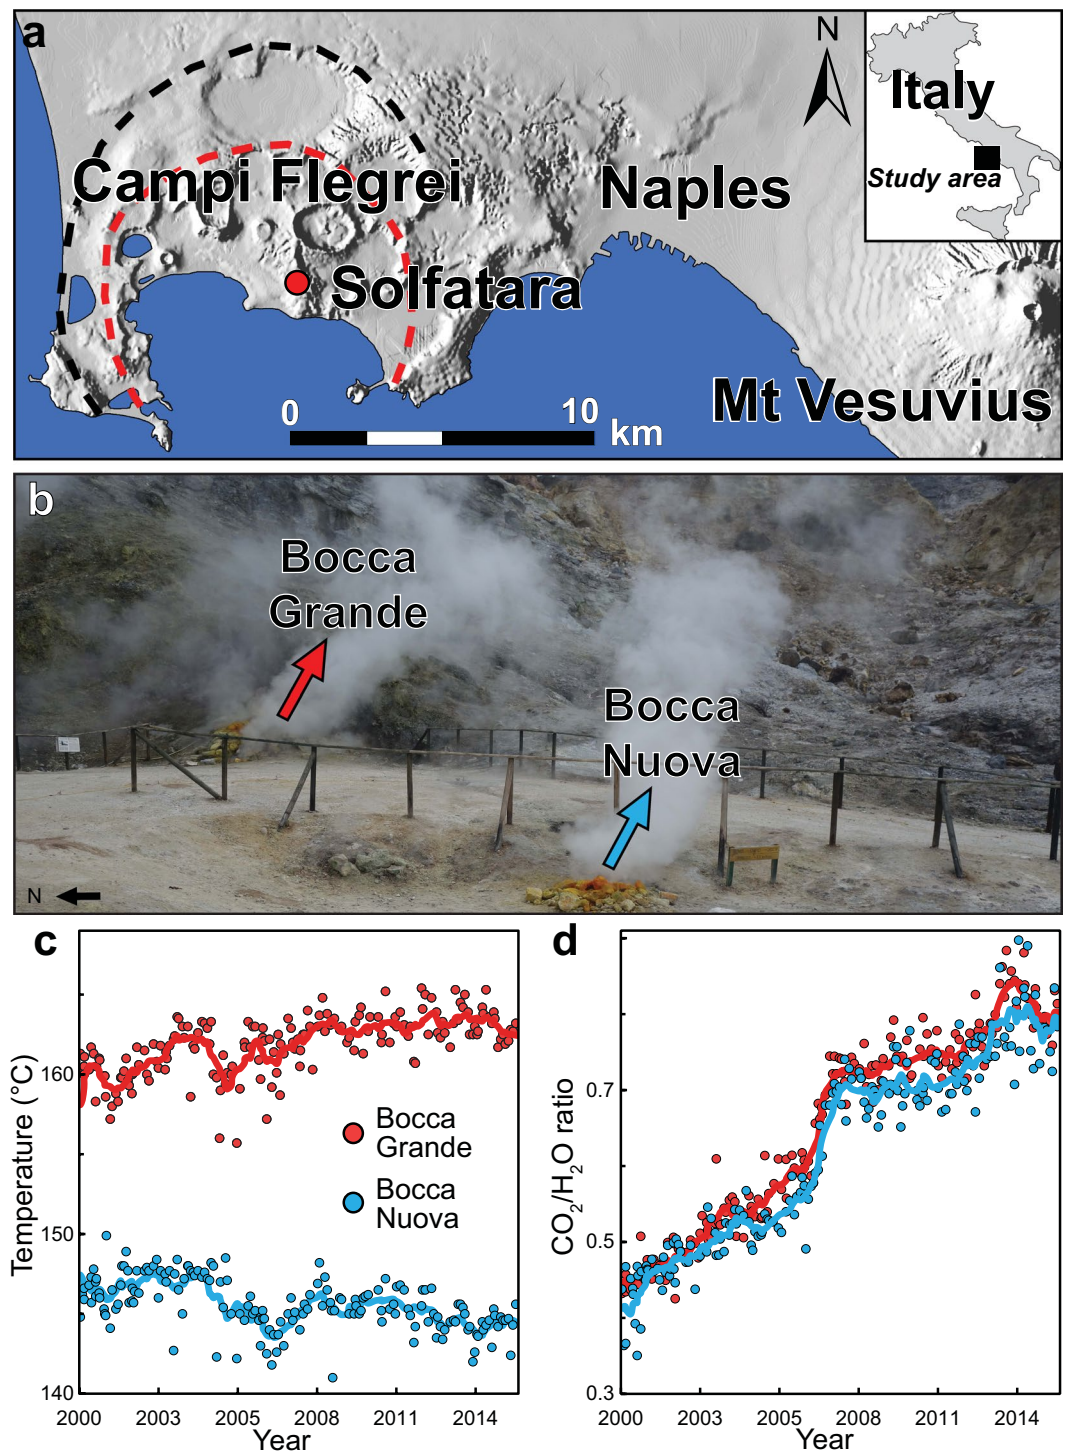 a
N
Italy
Study area
Campi Flegrei
Naples
Solfatara
Mt Vesuvius
0
10
km
b
Bocca
Grande
Bocca
Nuova
N
c
Temperature (°C)
160
150
140
Bocca
Grande
Bocca
Nuova
2000
2003
2005
2008
2011
2014
Year
d
CO₂/H₂O ratio
0.7
0.5
0.3
2000
2003
2005
2008
2011
2014
Year